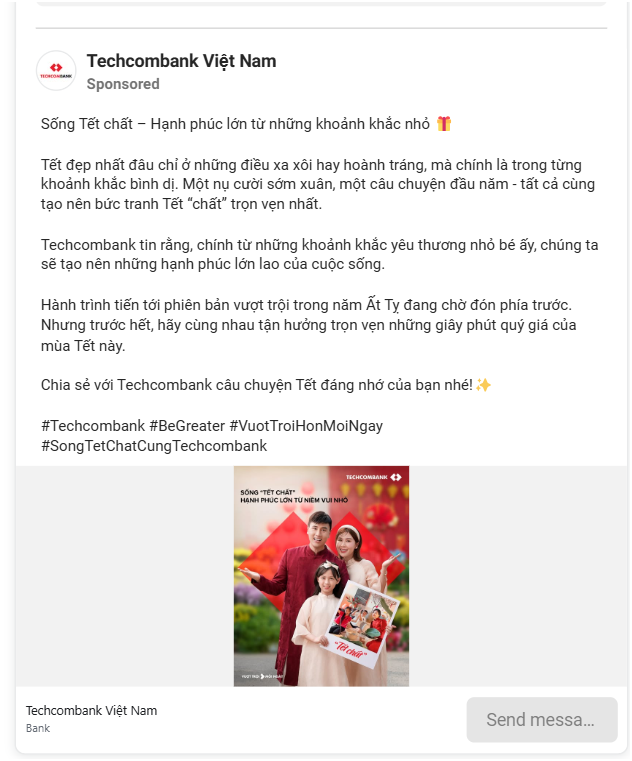 TECHCOMBANK
Techcombank Việt Nam
Sponsored
Sống Tết chất – Hạnh phúc lớn từ những khoảnh khắc nhỏ 🎁
Tết đẹp nhất đâu chỉ ở những điều xa xôi hay hoành tráng, mà chính là trong từng
khoảnh khắc bình dị. Một nụ cười sớm xuân, một câu chuyện đầu năm - tất cả cùng
tạo nên bức tranh Tết “chất” trọn vẹn nhất.
Techcombank tin rằng, chính từ những khoảnh khắc yêu thương nhỏ bé ấy, chúng ta
sẽ tạo nên những hạnh phúc lớn lao của cuộc sống.
Hành trình tiến tới phiên bản vượt trội trong năm Ất Tỵ đang chờ đón phía trước.
Nhưng trước hết, hãy cùng nhau tận hưởng trọn vẹn những giây phút quý giá của
mùa Tết này.
Chia sẻ với Techcombank câu chuyện Tết đáng nhớ của bạn nhé!✨
#Techcombank #BeGreater #VuotTroiHonMoiNgay
#SongTetChatCungTechcombank
TECHCOMBANK
SỐNG “TẾT CHẤT”
HẠNH PHÚC LỚN TỪ NIỀM VUI NHỎ
“Tết chất”
Techcombank Việt Nam
Bank
Send messa...